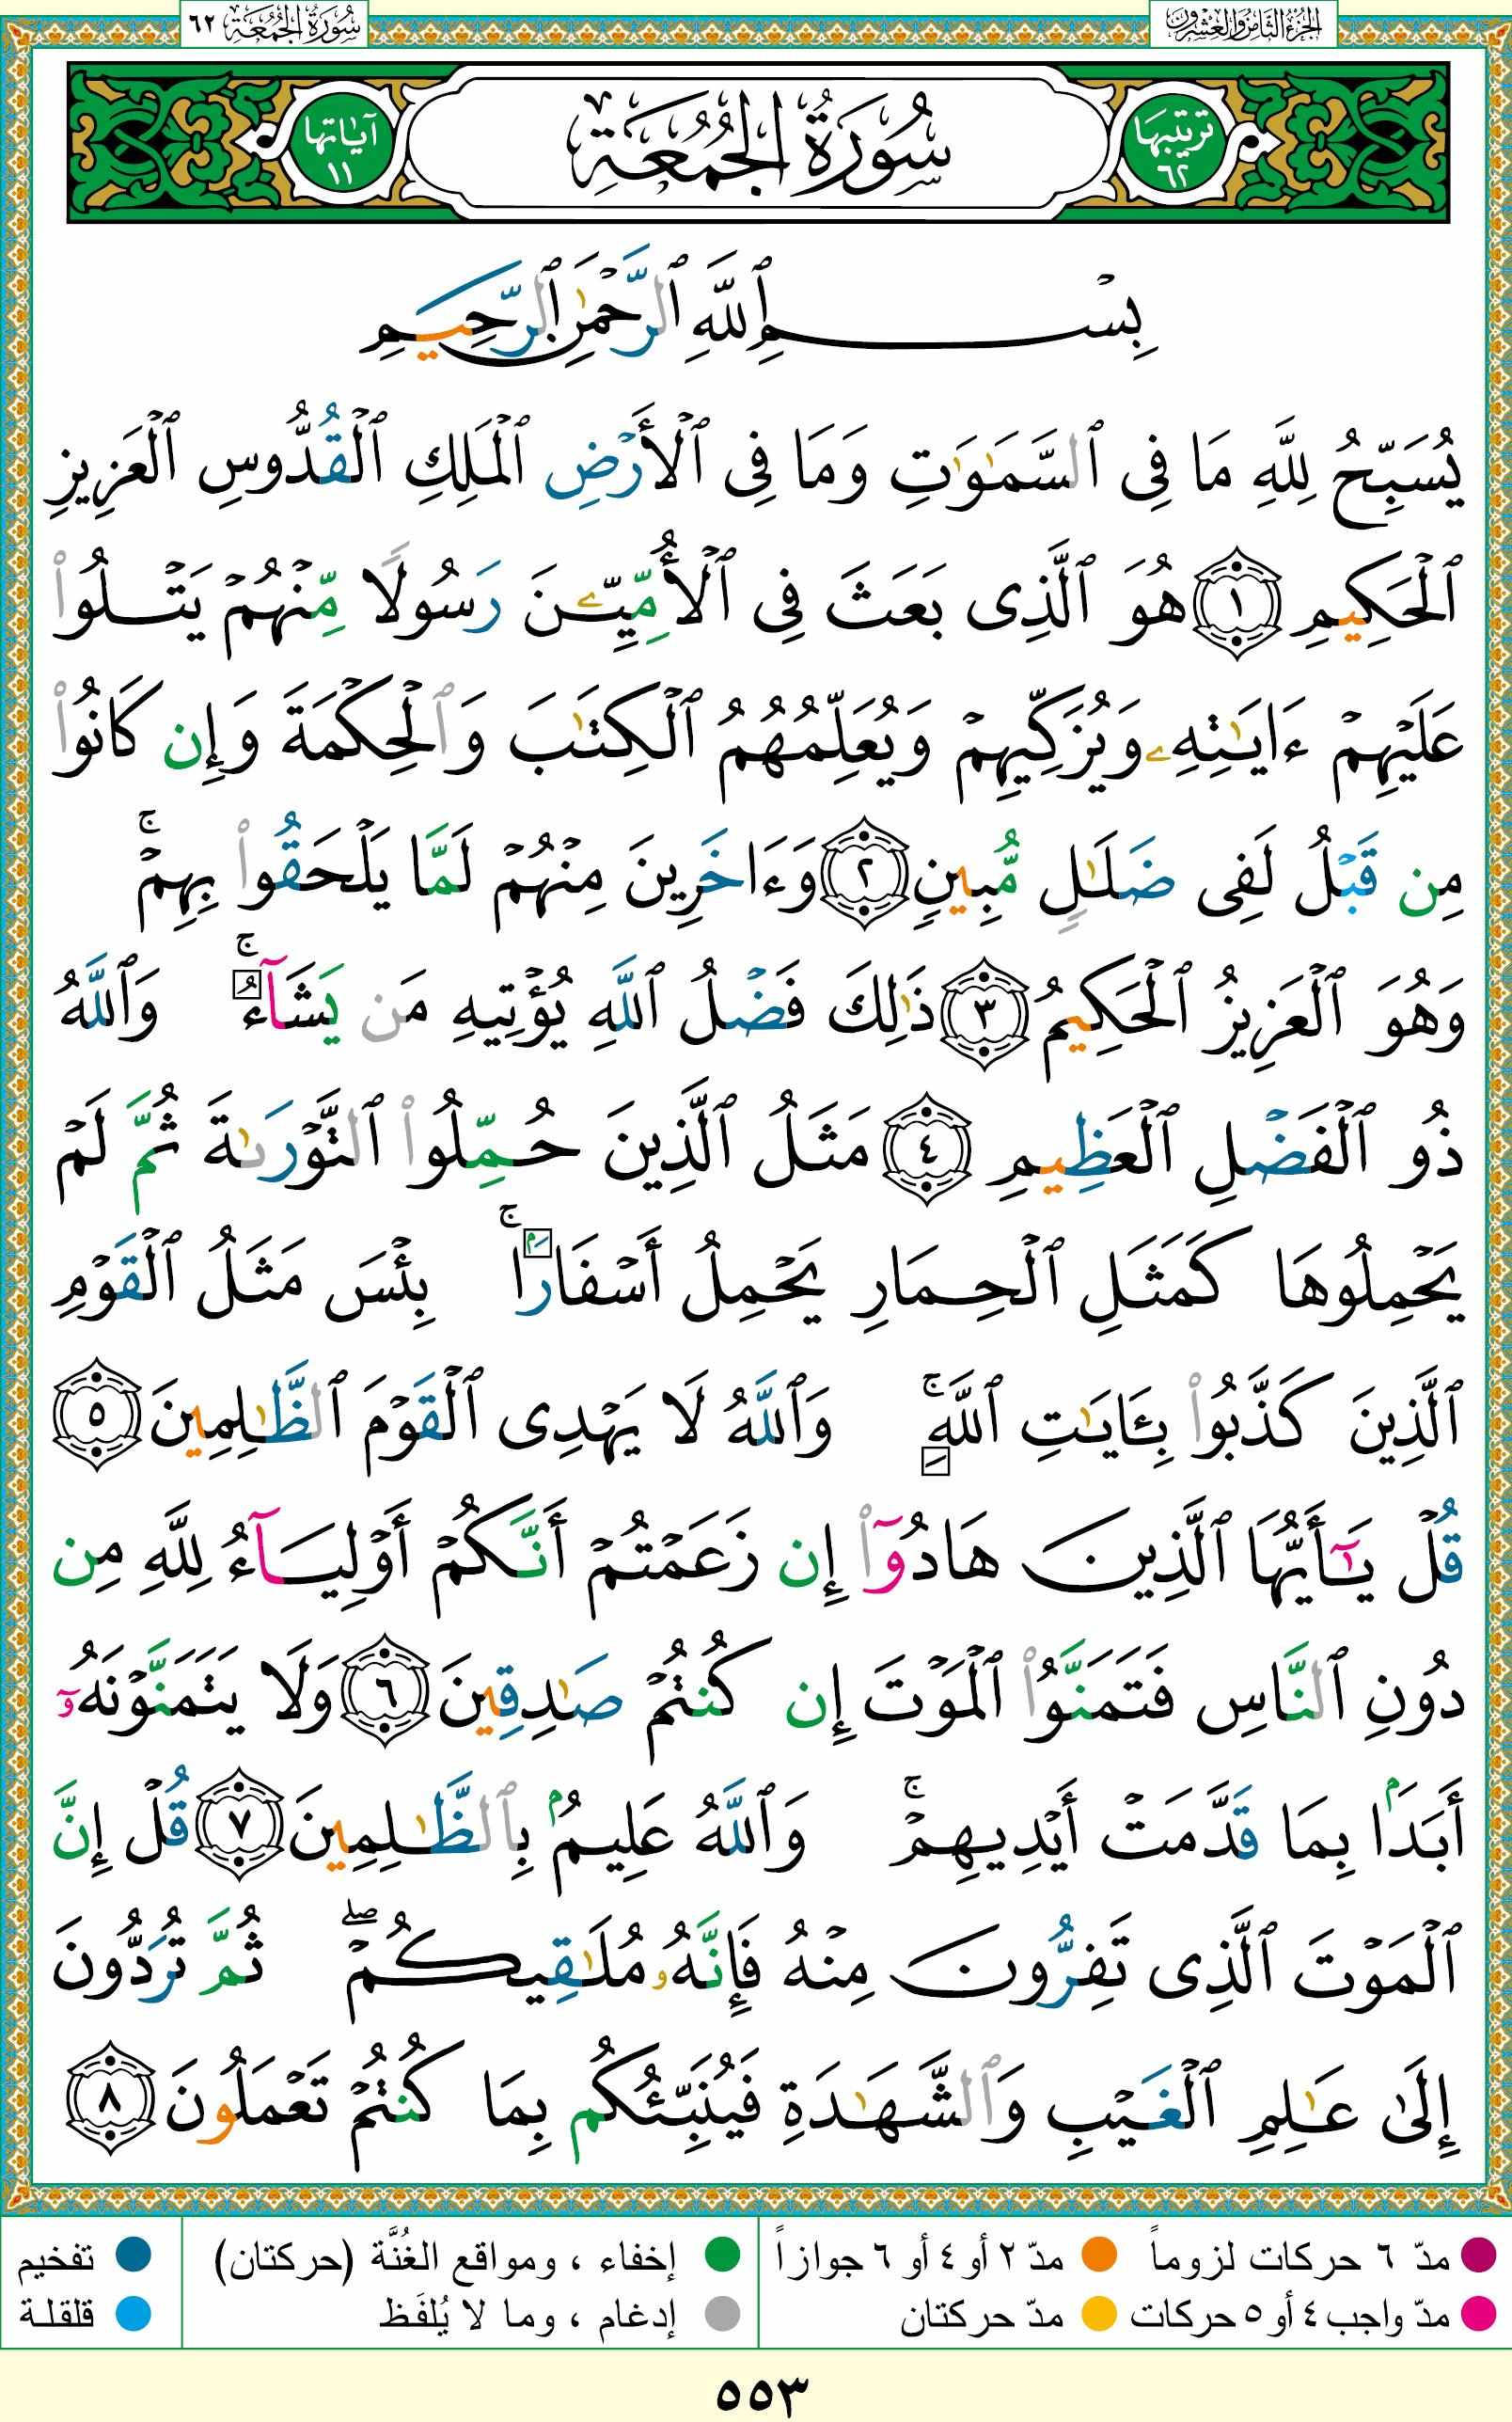 الجزء الثامن والعشرون
سُورَةُ الجُمُعَةِ ٦٢
ترتيبها ٦٢
سُورَةُ الجُمُعَةِ
آياتها ١١
بِسْمِ ٱللَّهِ ٱلرَّحْمَٰنِ ٱلرَّحِيمِ
يُسَبِّحُ لِلَّهِ مَا فِى ٱلسَّمَٰوَٰتِ وَمَا فِى ٱلْأَرْضِ ٱلْمَلِكِ ٱلْقُدُّوسِ ٱلْعَزِيزِ
ٱلْحَكِيمِ ١ هُوَ ٱلَّذِى بَعَثَ فِى ٱلْأُمِّيِّـۧنَ رَسُولًا مِّنْهُمْ يَتْلُوا۟
عَلَيْهِمْ ءَايَٰتِهِۦ وَيُزَكِّيهِمْ وَيُعَلِّمُهُمُ ٱلْكِتَٰبَ وَٱلْحِكْمَةَ وَإِن كَانُوا۟
مِن قَبْلُ لَفِى ضَلَٰلٍ مُّبِينٍ ٢ وَءَاخَرِينَ مِنْهُمْ لَمَّا يَلْحَقُوا۟ بِهِمْ ۚ
وَهُوَ ٱلْعَزِيزُ ٱلْحَكِيمُ ٣ ذَٰلِكَ فَضْلُ ٱللَّهِ يُؤْتِيهِ مَن يَشَآءُ ۚ وَٱللَّهُ
ذُو ٱلْفَضْلِ ٱلْعَظِيمِ ٤ مَثَلُ ٱلَّذِينَ حُمِّلُوا۟ ٱلتَّوْرَىٰةَ ثُمَّ لَمْ
يَحْمِلُوهَا كَمَثَلِ ٱلْحِمَارِ يَحْمِلُ أَسْفَارًۢا ۚ بِئْسَ مَثَلُ ٱلْقَوْمِ
ٱلَّذِينَ كَذَّبُوا۟ بِـَٔايَٰتِ ٱللَّهِ ۚ وَٱللَّهُ لَا يَهْدِى ٱلْقَوْمَ ٱلظَّٰلِمِينَ ٥
قُلْ يَٰٓأَيُّهَا ٱلَّذِينَ هَادُوٓا۟ إِن زَعَمْتُمْ أَنَّكُمْ أَوْلِيَآءُ لِلَّهِ مِن
دُونِ ٱلنَّاسِ فَتَمَنَّوُا۟ ٱلْمَوْتَ إِن كُنتُمْ صَٰدِقِينَ ٦ وَلَا يَتَمَنَّوْنَهُۥٓ
أَبَدًۢا بِمَا قَدَّمَتْ أَيْدِيهِمْ ۚ وَٱللَّهُ عَلِيمٌۢ بِٱلظَّٰلِمِينَ ٧ قُلْ إِنَّ
ٱلْمَوْتَ ٱلَّذِى تَفِرُّونَ مِنْهُ فَإِنَّهُۥ مُلَٰقِيكُمْ ۖ ثُمَّ تُرَدُّونَ
إِلَىٰ عَٰلِمِ ٱلْغَيْبِ وَٱلشَّهَٰدَةِ فَيُنَبِّئُكُم بِمَا كُنتُمْ تَعْمَلُونَ ٨
مدّ ٦ حركات لزوماً
مدّ ٢ أو ٤ أو ٦ جوازاً
إخفاء ، ومواقع الغُنَّة (حركتان)
تفخيم
مدّ واجب ٤ أو ٥ حركات
مدّ حركتان
إدغام ، وما لا يُلفَظ
قلقلة
٥٥٣